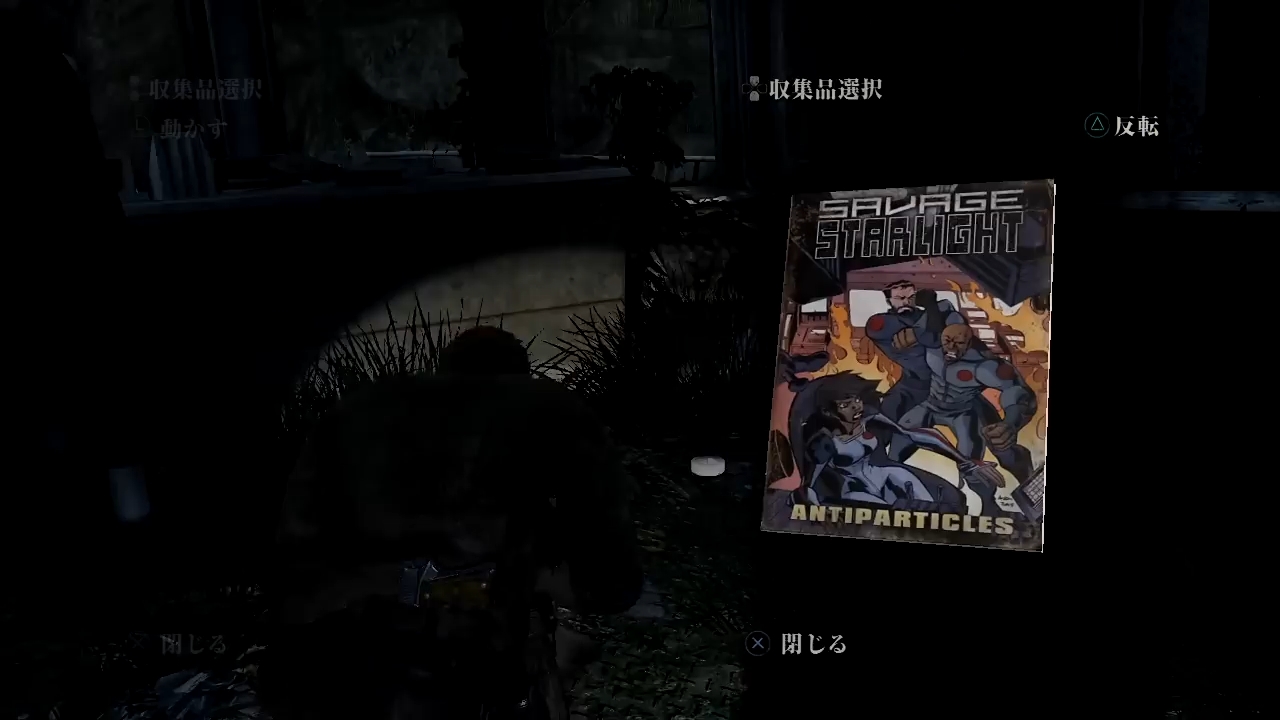 収集品選択
動かす
収集品選択
反転
SAVAGE
STARLIGHT
ANTIPARTICLES
閉じる
閉じる